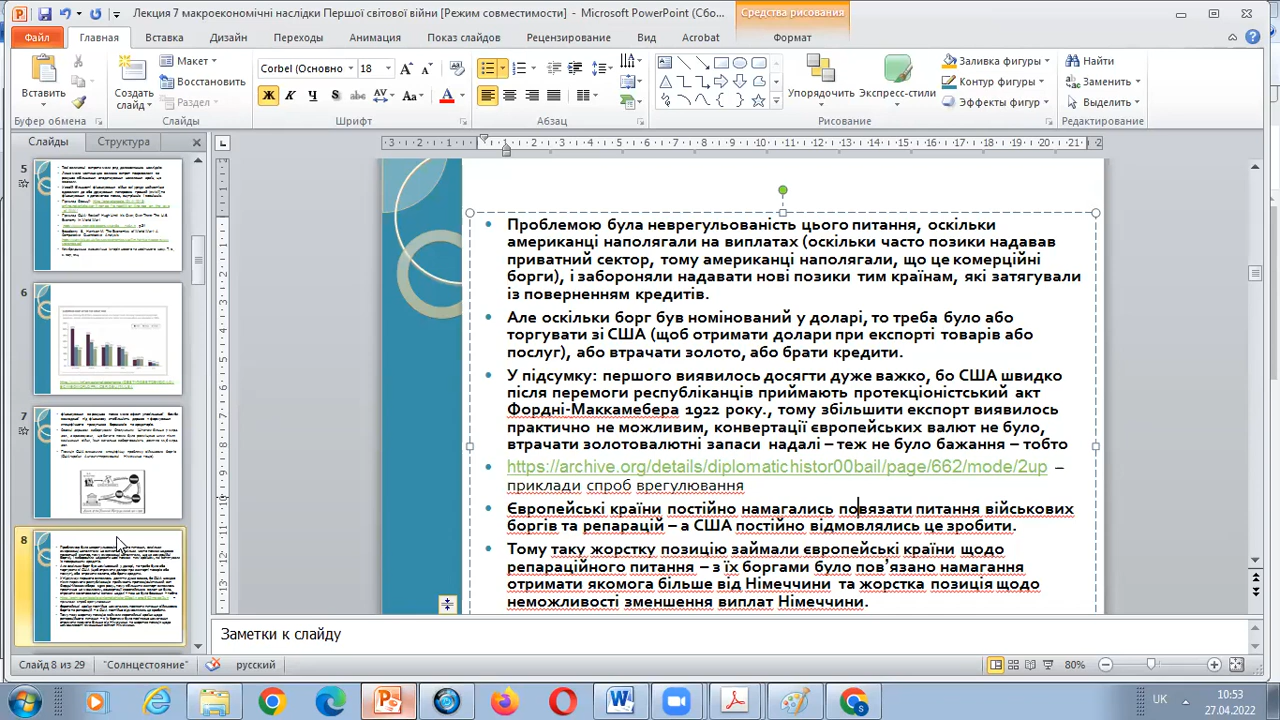 Лекция 7 макроекономічні наслідки Першої світової війни [Режим совместимости] - Microsoft PowerPoint (Сбо...
Средства рисования
Файл Главная Вставка Дизайн Переходы Анимация Показ слайдов Рецензирование Вид Acrobat Формат
Вставить
Буфер обмена
Создать слайд
Макет
Восстановить
Раздел
Слайды
Corbel (Основно 18
Ж К Ч S abc AV Aa А
Шрифт
Абзац
Упорядочить
Экспресс-стили
Заливка фигуры
Контур фигуры
Эффекты фигур
Рисование
Найти
Заменить
Выделить
Редактирование
Слайды Структура
5
6
7
8
Проблемою була неврегульованість цього питання, оскільки
американці наполягали на виплатах (оскільки часто позики надавав
приватний сектор, тому американці наполягали, що це комерційні
борги), і забороняли надавати нові позики тим країнам, які затягували
із поверненням кредитів.
Але оскільки борг був номінований у доларі, то треба було або
торгувати зі США (щоб отримати долари при експорті товарів або
послуг), або втрачати золото, або брати кредити.
У підсумку: першого виявилось досягти дуже важко, бо США швидко
після перемоги республіканців приймають протекціоністський акт
Форді-Маккамбера 1922 року., тому збільшити експорт виявилось
практично не можливим, конвертації європейських валют не було,
втрачати золотовалютні запаси надалі – теж не було бажання – тобто
https://archive.org/details/diplomatichistor00bail/page/662/mode/2up –
приклади спроб врегулювання
Європейські країни постійно намагались повязати питання військових
боргів та репарацій – а США постійно відмовлялись це зробити.
Тому таку жорстку позицію займали європейські країни щодо
репараційного питання – з їх боргами було пов’язано намагання
отримати якомога більше від Німеччини та жорстка позиція щодо
неможливості зменшення виплат Німеччини.
Заметки к слайду
Слайд 8 из 29 "Солнцестояние" русский 80%
UK 10:53
27.04.2022